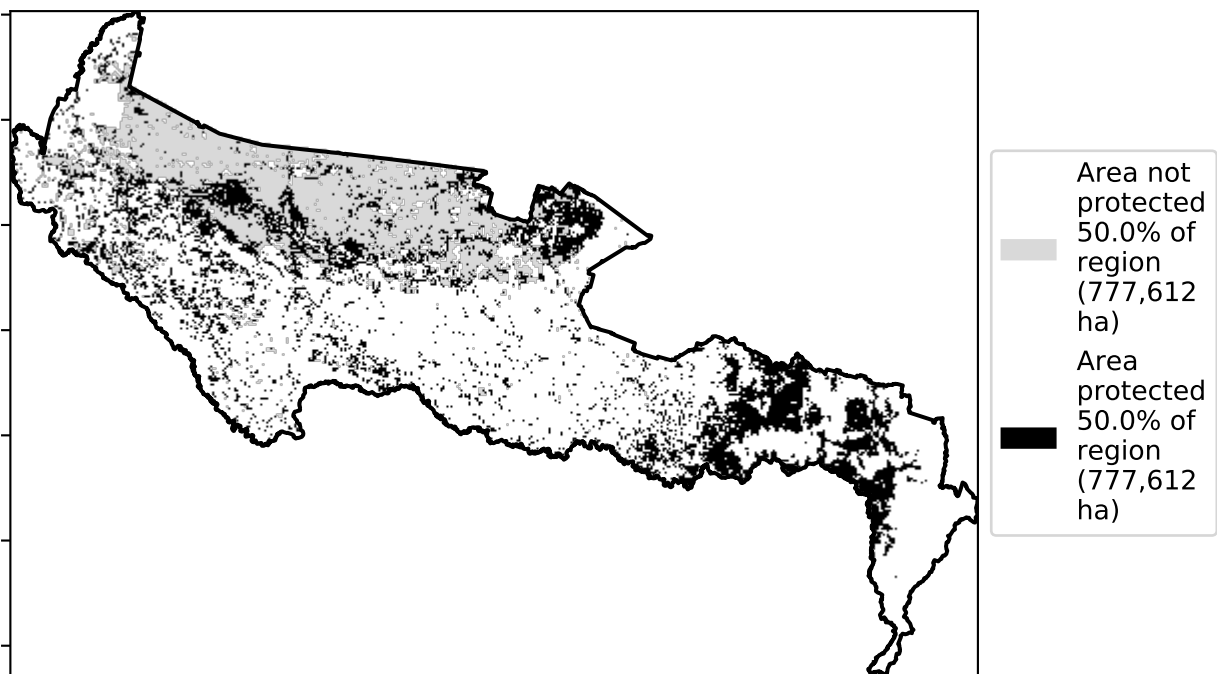 Area not
protected
50.0% of
region
(777,612
ha)
Area
protected
50.0% of
region
(777,612
ha)